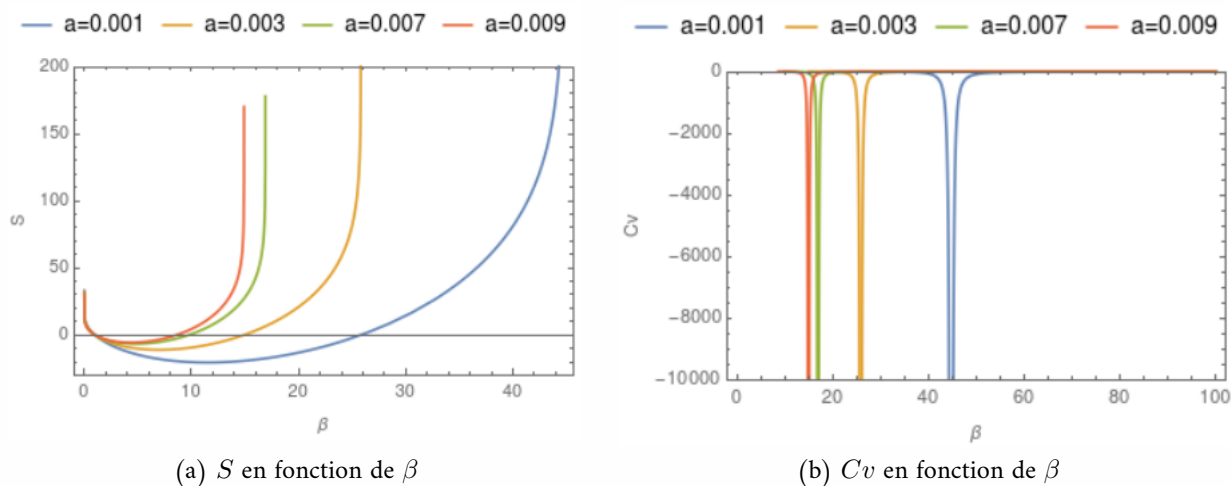 a=0.001 a=0.003 a=0.007 a=0.009
200
150
100
50
0
S
0 10 20 30 40
β
(a) S en fonction de β
a=0.001 a=0.003 a=0.007 a=0.009
0
−2000
−4000
−6000
−8000
−10000
Cv
0 20 40 60 80 100
β
(b) Cv en fonction de β